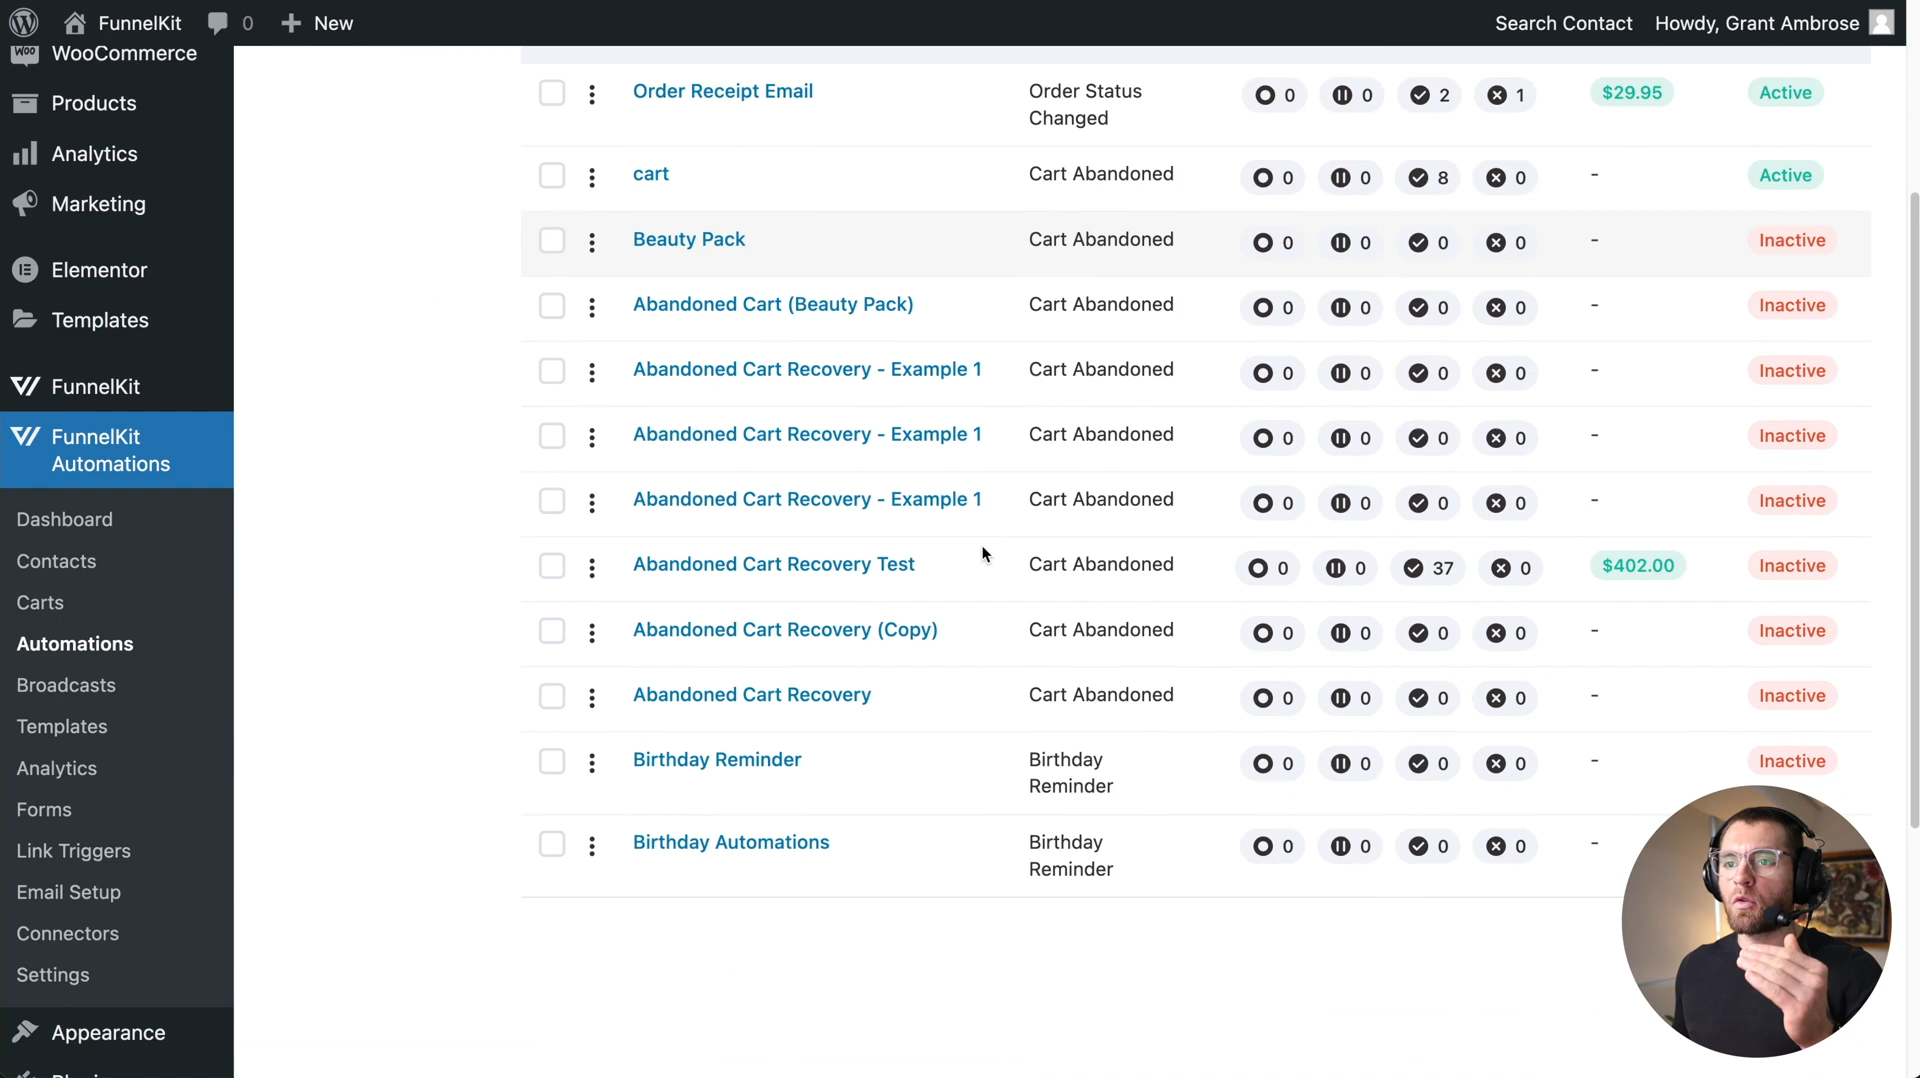 FunnelKit 0 New Search Contact Howdy, Grant Ambrose
WooCommerce
Products
Analytics
Marketing
Elementor
Templates
FunnelKit
FunnelKit
Automations
Dashboard
Contacts
Carts
Automations
Broadcasts
Templates
Analytics
Forms
Link Triggers
Email Setup
Connectors
Settings
Appearance
Order Receipt Email Order Status 0 0 2 1 $29.95 Active
Changed
cart Cart Abandoned 0 0 8 0 - Active
Beauty Pack Cart Abandoned 0 0 0 0 - Inactive
Abandoned Cart (Beauty Pack) Cart Abandoned 0 0 0 0 - Inactive
Abandoned Cart Recovery - Example 1 Cart Abandoned 0 0 0 0 - Inactive
Abandoned Cart Recovery - Example 1 Cart Abandoned 0 0 0 0 - Inactive
Abandoned Cart Recovery - Example 1 Cart Abandoned 0 0 0 0 - Inactive
Abandoned Cart Recovery Test Cart Abandoned 0 0 37 0 $402.00 Inactive
Abandoned Cart Recovery (Copy) Cart Abandoned 0 0 0 0 - Inactive
Abandoned Cart Recovery Cart Abandoned 0 0 0 0 - Inactive
Birthday Reminder Birthday 0 0 0 0 - Inactive
Reminder
Birthday Automations Birthday 0 0 0 0 -
Reminder